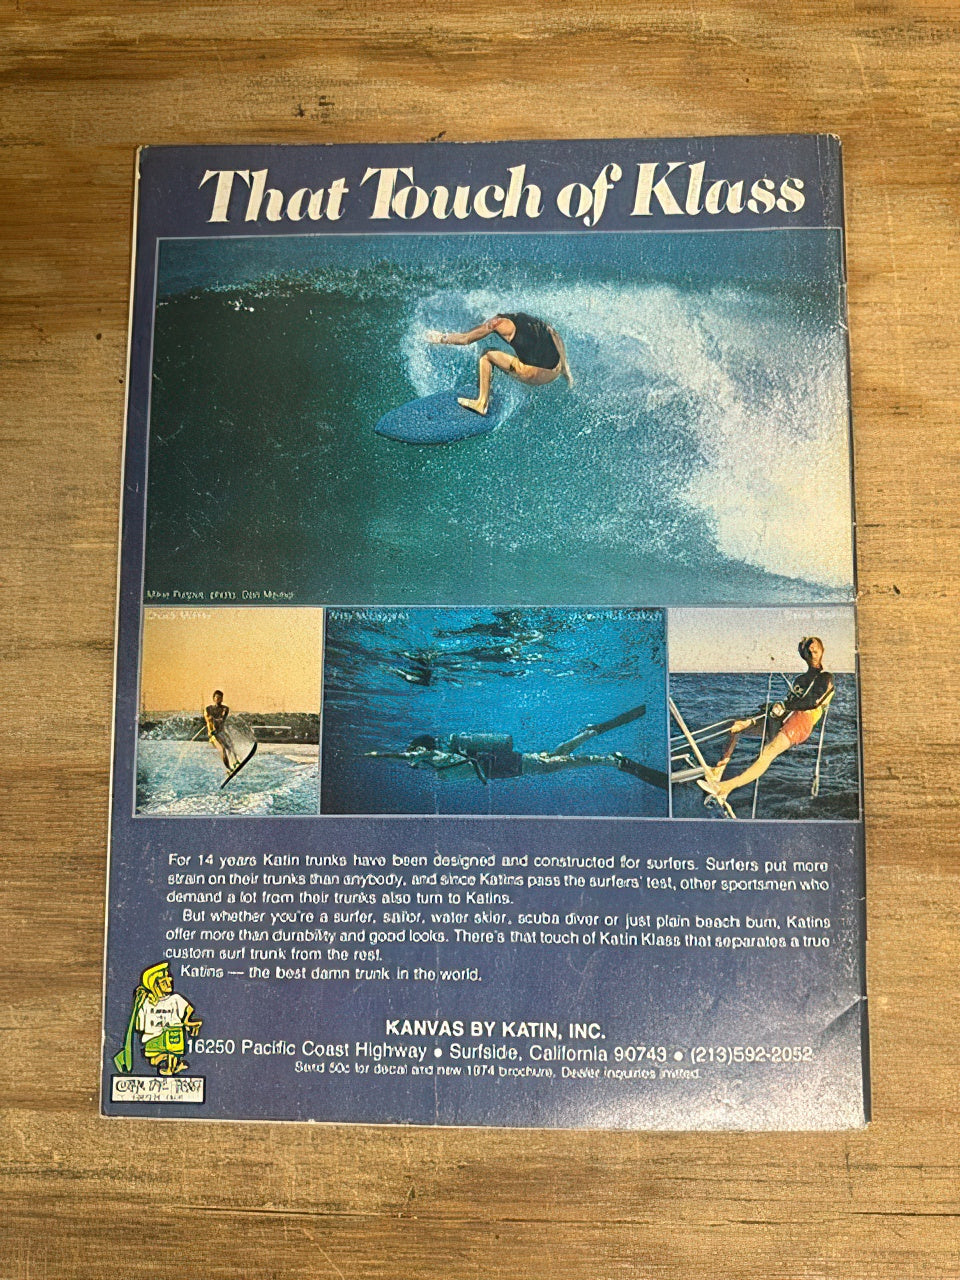 That Touch of Klass
For 14 years Katin trunks have been designed and constructed for surfers. Surfers put more
strain on their trunks than anybody, and since Katins pass the surfers' test, other sportsmen who
demand a lot from their trunks also turn to Katins.
But whether you're a surfer, sailor, water skier, scuba diver or just plain beach bum, Katins
offer more than durability and good looks. There's that touch of Katin Klass that separates a true
custom surf trunk from the rest.
Katins — the best damn trunk in the world.
KANVAS BY KATIN, INC.
16250 Pacific Coast Highway • Surfside, California 90743 • (213)592-2052
Send 50¢ for decal and new 1974 brochure. Dealer inquiries invited.